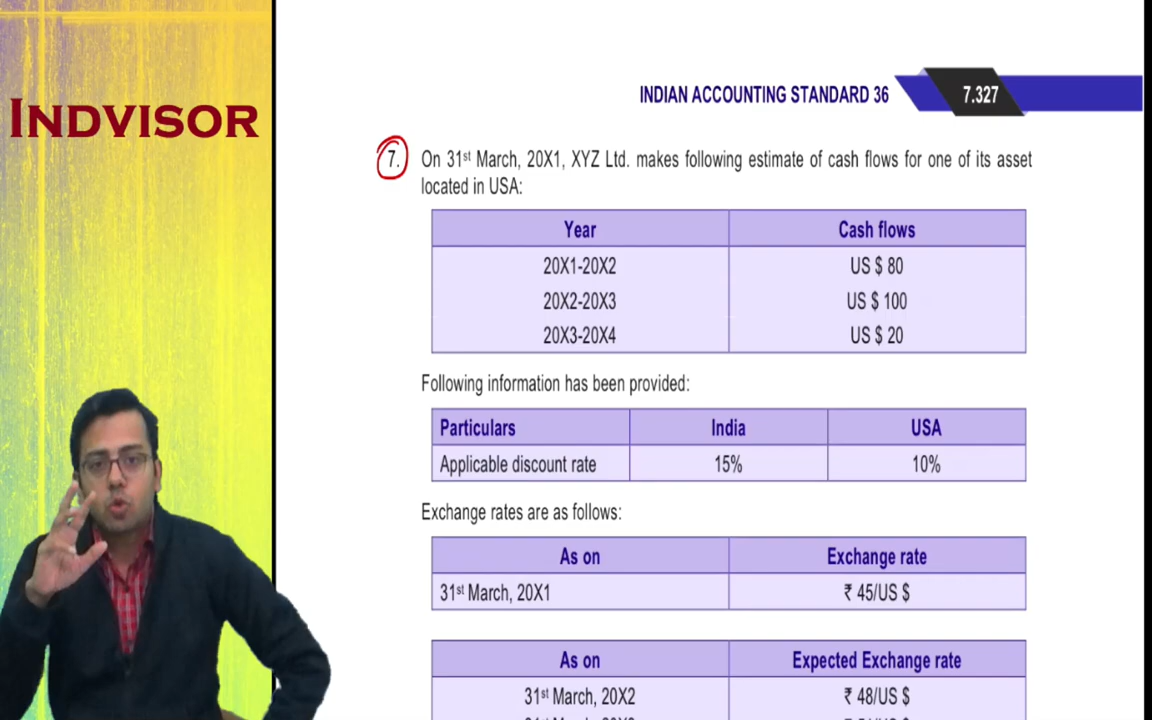 INDVISOR
INDIAN ACCOUNTING STANDARD 36 7.327
7. On 31st March, 20X1, XYZ Ltd. makes following estimate of cash flows for one of its asset
located in USA:
Year Cash flows
20X1-20X2 US $ 80
20X2-20X3 US $ 100
20X3-20X4 US $ 20
Following information has been provided:
Particulars India USA
Applicable discount rate 15% 10%
Exchange rates are as follows:
As on Exchange rate
31st March, 20X1 ₹ 45/US $
As on Expected Exchange rate
31st March, 20X2 ₹ 48/US $